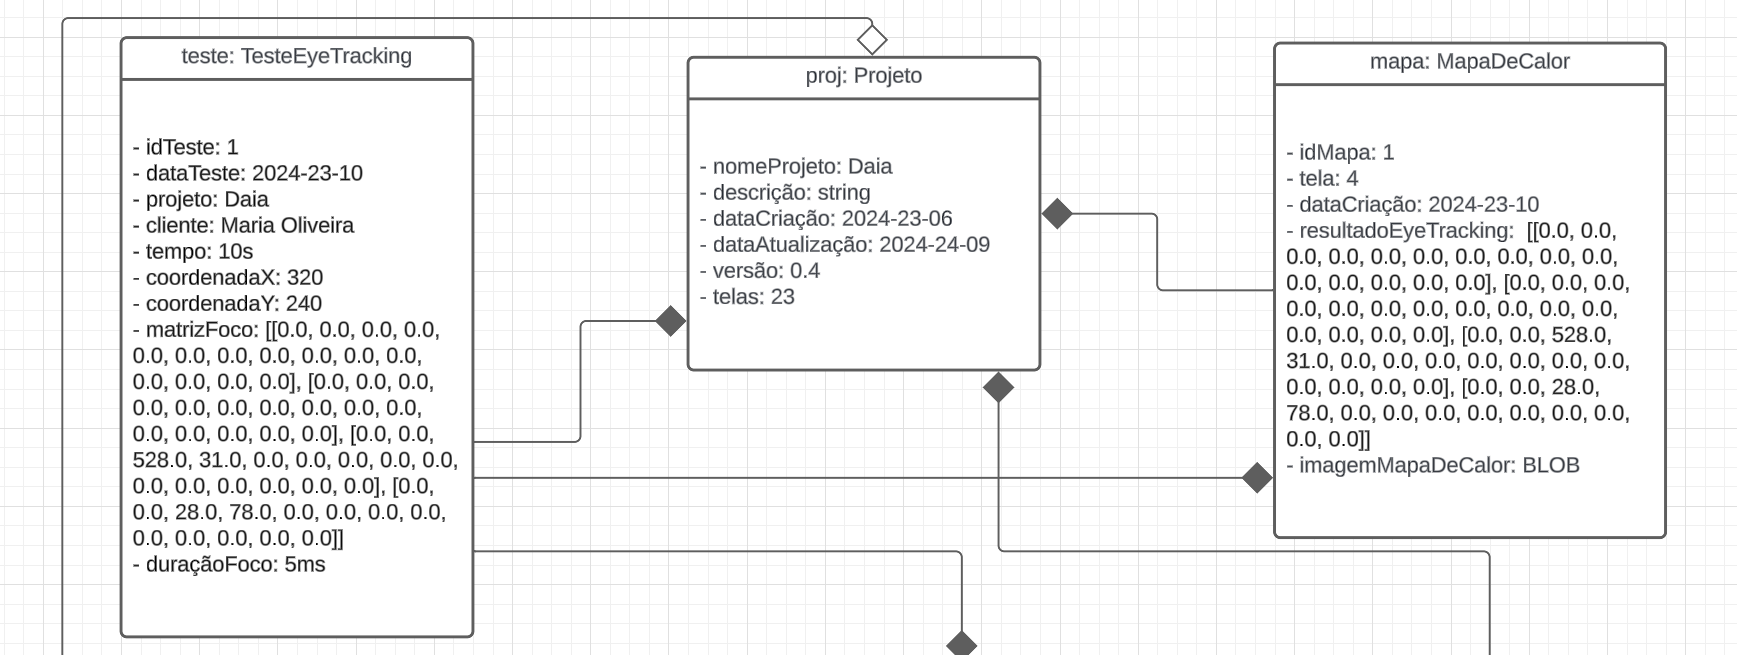 teste: TesteEyeTracking
- idTeste: 1
- dataTeste: 2024-23-10
- projeto: Daia
- cliente: Maria Oliveira
- tempo: 10s
- coordenadaX: 320
- coordenadaY: 240
- matrizFoco: [[0.0, 0.0, 0.0, 0.0,
0.0, 0.0, 0.0, 0.0, 0.0, 0.0, 0.0,
0.0, 0.0, 0.0, 0.0], [0.0, 0.0, 0.0,
0.0, 0.0, 0.0, 0.0, 0.0, 0.0, 0.0,
0.0, 0.0, 0.0, 0.0, 0.0], [0.0, 0.0,
528.0, 31.0, 0.0, 0.0, 0.0, 0.0, 0.0,
0.0, 0.0, 0.0, 0.0, 0.0, 0.0], [0.0,
0.0, 28.0, 78.0, 0.0, 0.0, 0.0, 0.0,
0.0, 0.0, 0.0, 0.0, 0.0]]
- duraçãoFoco: 5ms
proj: Projeto
- nomeProjeto: Daia
- descrição: string
- dataCriação: 2024-23-06
- dataAtualização: 2024-24-09
- versão: 0.4
- telas: 23
mapa: MapaDeCalor
- idMapa: 1
- tela: 4
- dataCriação: 2024-23-10
- resultadoEyeTracking: [[0.0, 0.0,
0.0, 0.0, 0.0, 0.0, 0.0, 0.0, 0.0, 0.0,
0.0, 0.0, 0.0, 0.0, 0.0], [0.0, 0.0, 0.0,
0.0, 0.0, 0.0, 0.0, 0.0, 0.0, 0.0, 0.0,
0.0, 0.0, 0.0, 0.0], [0.0, 0.0, 528.0,
31.0, 0.0, 0.0, 0.0, 0.0, 0.0, 0.0, 0.0,
0.0, 0.0, 0.0, 0.0], [0.0, 0.0, 28.0,
78.0, 0.0, 0.0, 0.0, 0.0, 0.0, 0.0, 0.0,
0.0, 0.0]]
- imagemMapaDeCalor: BLOB